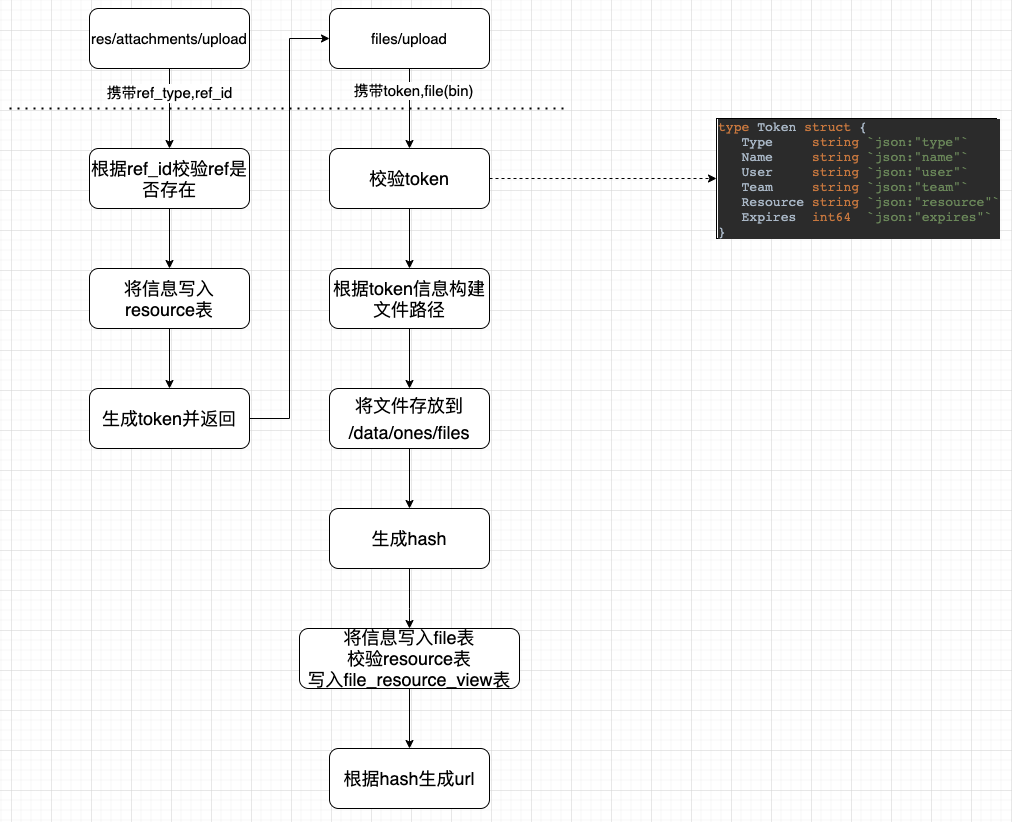 res/attachments/upload
携带ref_type,ref_id
根据ref_id校验ref是
否存在
将信息写入
resource表
生成token并返回
files/upload
携带token,file(bin)
校验token
根据token信息构建
文件路径
将文件存放到
/data/ones/files
生成hash
将信息写入file表
校验resource表
写入file_resource_view表
根据hash生成url
type Token struct {
Type string `json:"type"`
Name string `json:"name"`
User string `json:"user"`
Team string `json:"team"`
Resource string `json:"resource"`
Expires int64 `json:"expires"`
}